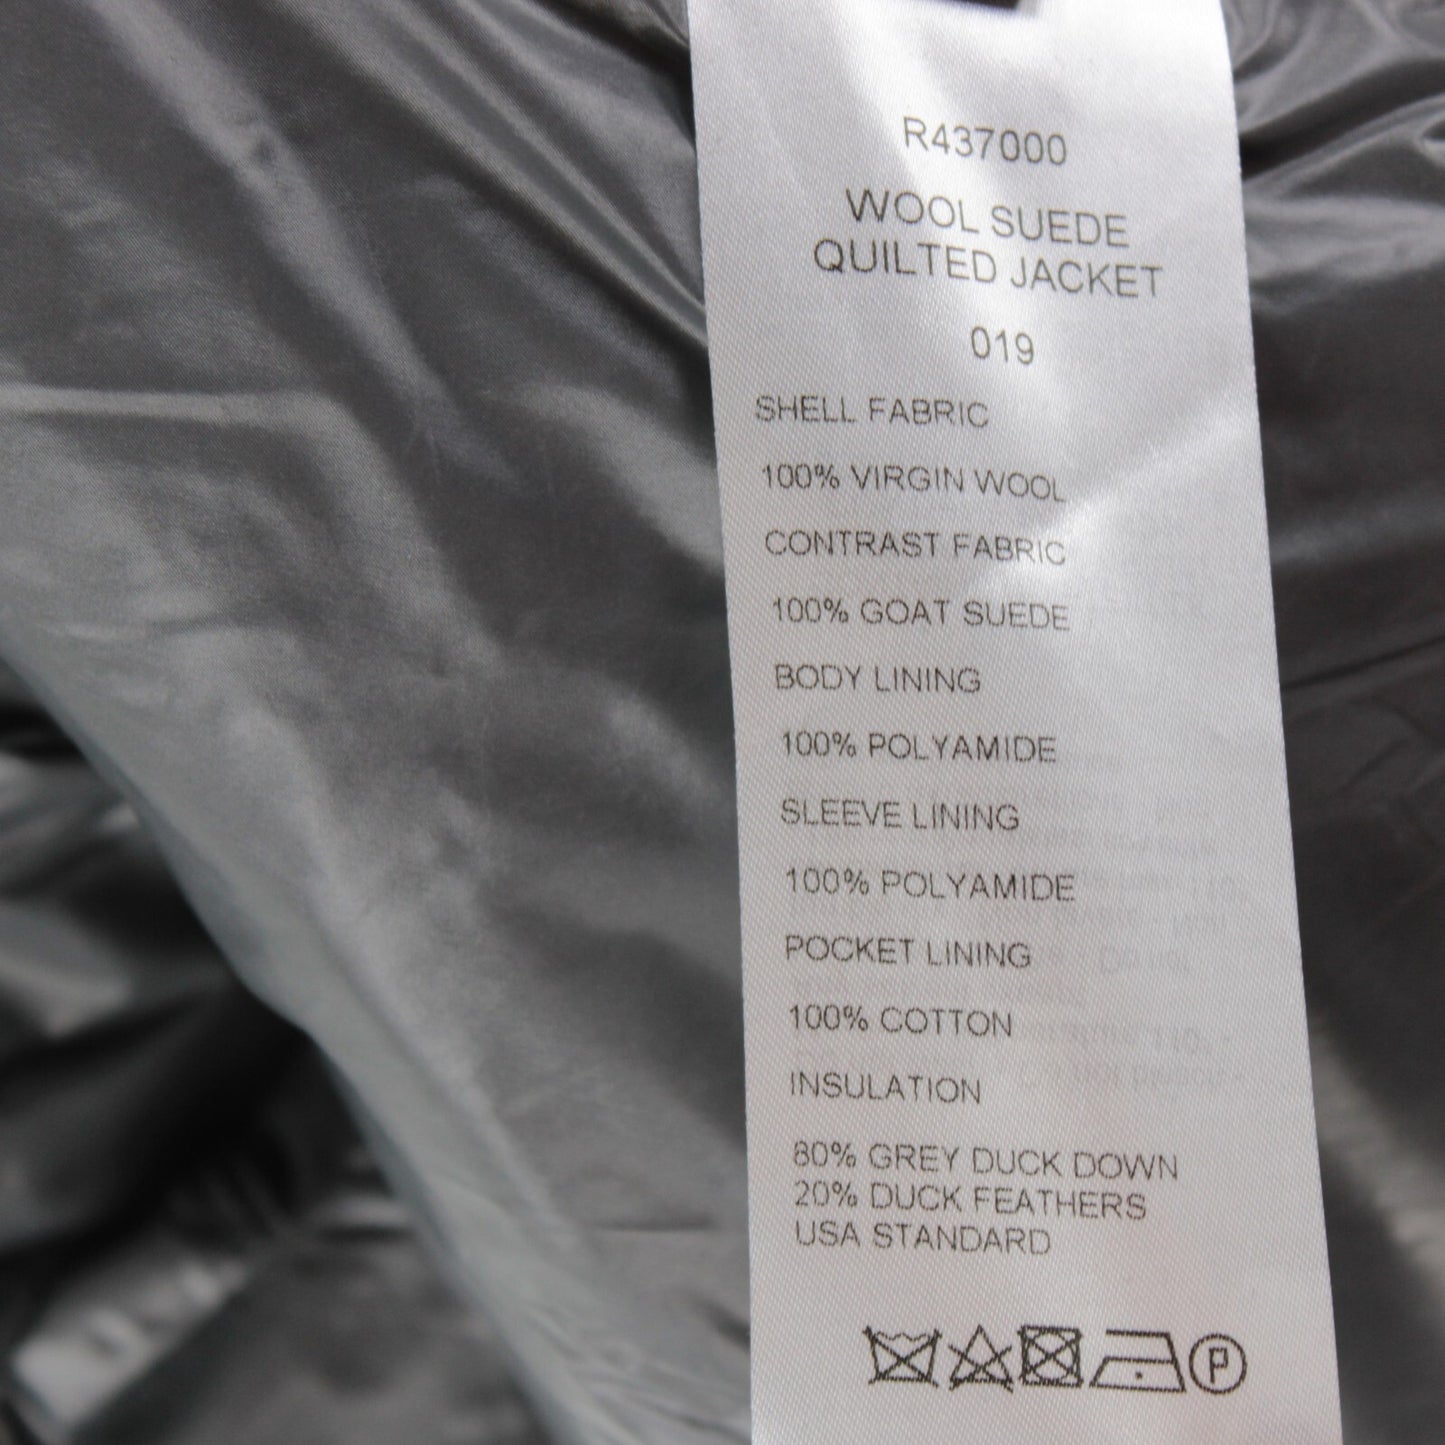 R437000
WOOL SUEDE
QUILTED JACKET
019
SHELL FABRIC
100% VIRGIN WOOL
CONTRAST FABRIC
100% GOAT SUEDE
BODY LINING
100% POLYAMIDE
SLEEVE LINING
100% POLYAMIDE
POCKET LINING
100% COTTON
INSULATION
80% GREY DUCK DOWN
20% DUCK FEATHERS
USA STANDARD
P